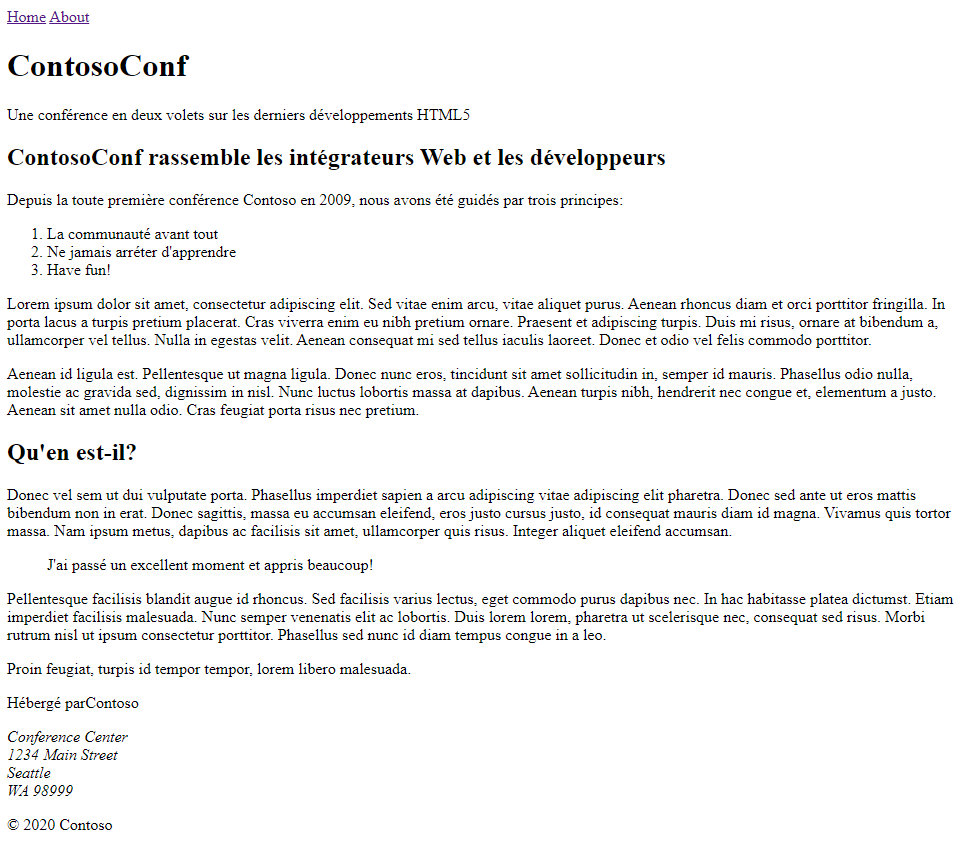 Home About
ContosoConf
Une conférence en deux volets sur les derniers développements HTML5
ContosoConf rassemble les intégrateurs Web et les développeurs
Depuis la toute première conférence Contoso en 2009, nous avons été guidés par trois principes:
1. La communauté avant tout
2. Ne jamais arréter d'apprendre
3. Have fun!
Lorem ipsum dolor sit amet, consectetur adipiscing elit. Sed vitae enim arcu, vitae aliquet purus. Aenean rhoncus diam et orci porttitor fringilla. In
porta lacus a turpis pretium placerat. Cras viverra enim eu nibh pretium ornare. Praesent et adipiscing turpis. Duis mi risus, ornare at bibendum a,
ullamcorper vel tellus. Nulla in egestas velit. Aenean consequat mi sed tellus iaculis laoreet. Donec et odio vel felis commodo porttitor.
Aenean id ligula est. Pellentesque ut magna ligula. Donec nunc eros, tincidunt sit amet sollicitudin in, semper id mauris. Phasellus odio nulla,
molestie ac gravida sed, dignissim in nisl. Nunc luctus lobortis massa at dapibus. Aenean turpis nibh, hendrerit nec congue et, elementum a justo.
Aenean sit amet nulla odio. Cras feugiat porta risus nec pretium.
Qu'en est-il?
Donec vel sem ut dui vulputate porta. Phasellus imperdiet sapien a arcu adipiscing vitae adipiscing elit pharetra. Donec sed ante ut eros mattis
bibendum non in erat. Donec sagittis, massa eu accumsan eleifend, eros justo cursus justo, id consequat mauris diam id magna. Vivamus quis tortor
massa. Nam ipsum metus, dapibus ac facilisis sit amet, ullamcorper quis risus. Integer aliquet eleifend accumsan.
J'ai passé un excellent moment et appris beaucoup!
Pellentesque facilisis blandit augue id rhoncus. Sed facilisis varius lectus, eget commodo purus dapibus nec. In hac habitasse platea dictumst. Etiam
imperdiet facilisis malesuada. Nunc semper venenatis elit ac lobortis. Duis lorem lorem, pharetra ut scelerisque nec, consequat sed risus. Morbi
rutrum nisl ut ipsum consectetur porttitor. Phasellus sed nunc id diam tempus congue in a leo.
Proin feugiat, turpis id tempor tempor, lorem libero malesuada.
Hébergé parContoso
Conference Center
1234 Main Street
Seattle
WA 98999
© 2020 Contoso